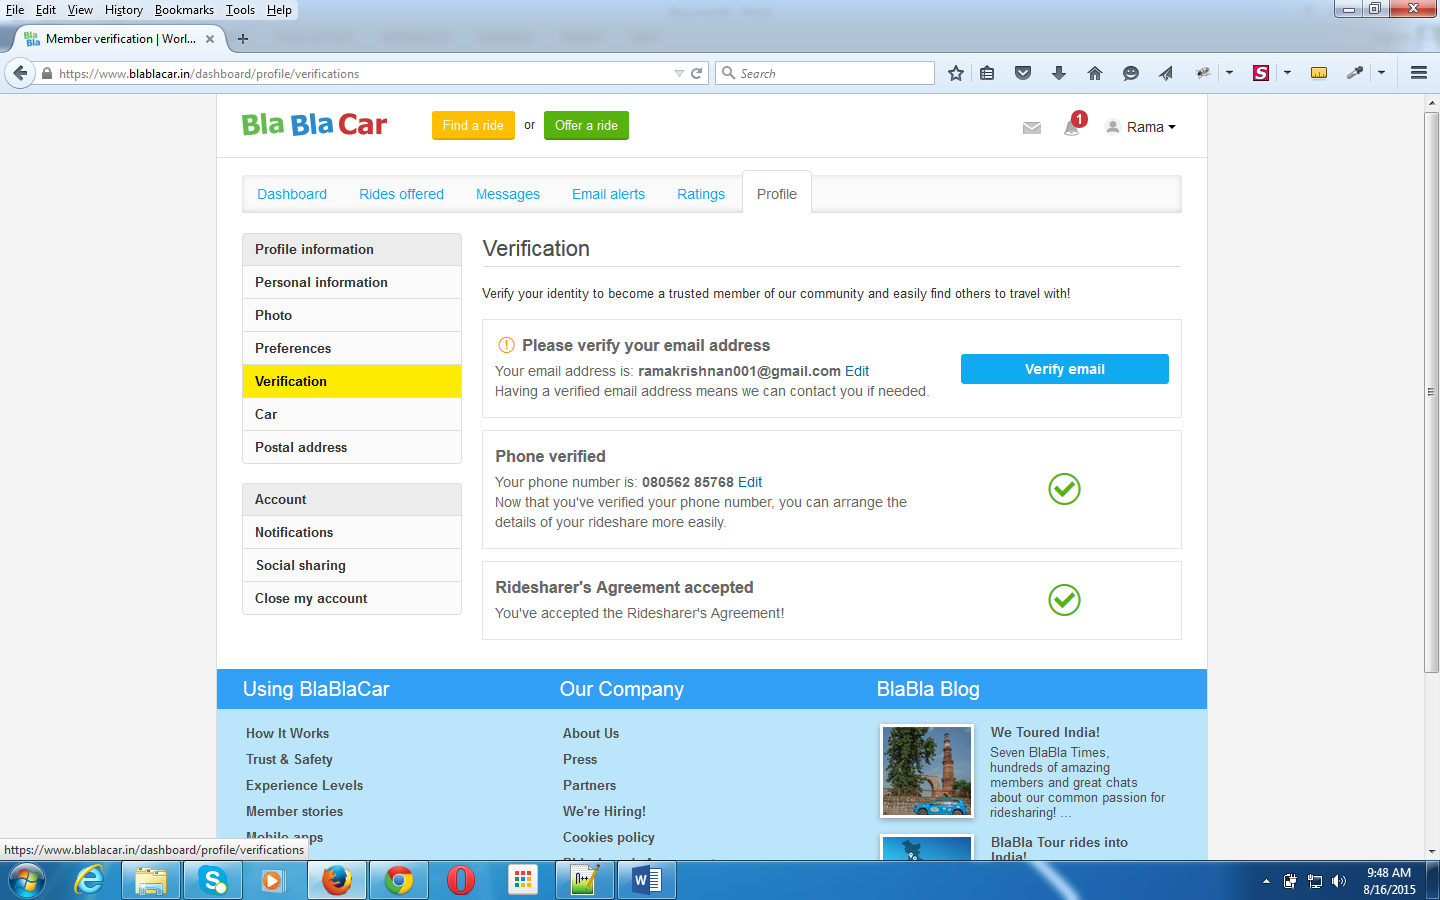 File Edit View History Bookmarks Tools Help
Bla Bla Member verification | Worl...
https://www.blablacar.in/dashboard/profile/verifications
Search
S
Bla Bla Car
Find a ride or Offer a ride
1
Rama
Dashboard Rides offered Messages Email alerts Ratings Profile
Profile information
Personal information
Photo
Preferences
Verification
Car
Postal address
Account
Notifications
Social sharing
Close my account
Verification
Verify your identity to become a trusted member of our community and easily find others to travel with!
Please verify your email address
Your email address is: ramakrishnan001@gmail.com Edit
Having a verified email address means we can contact you if needed.
Verify email
Phone verified
Your phone number is: 080562 85768 Edit
Now that you've verified your phone number, you can arrange the
details of your rideshare more easily.
Ridesharer's Agreement accepted
You've accepted the Ridesharer's Agreement!
Using BlaBlaCar
How It Works
Trust & Safety
Experience Levels
Member stories
Mobile apps
Our Company
About Us
Press
Partners
We're Hiring!
Cookies policy
BlaBla Blog
We Toured India!
Seven BlaBla Times,
hundreds of amazing
members and great chats
about our common passion for
ridesharing! ...
BlaBla Tour rides into
India!
https://www.blablacar.in/dashboard/profile/verifications
9:48 AM
8/16/2015